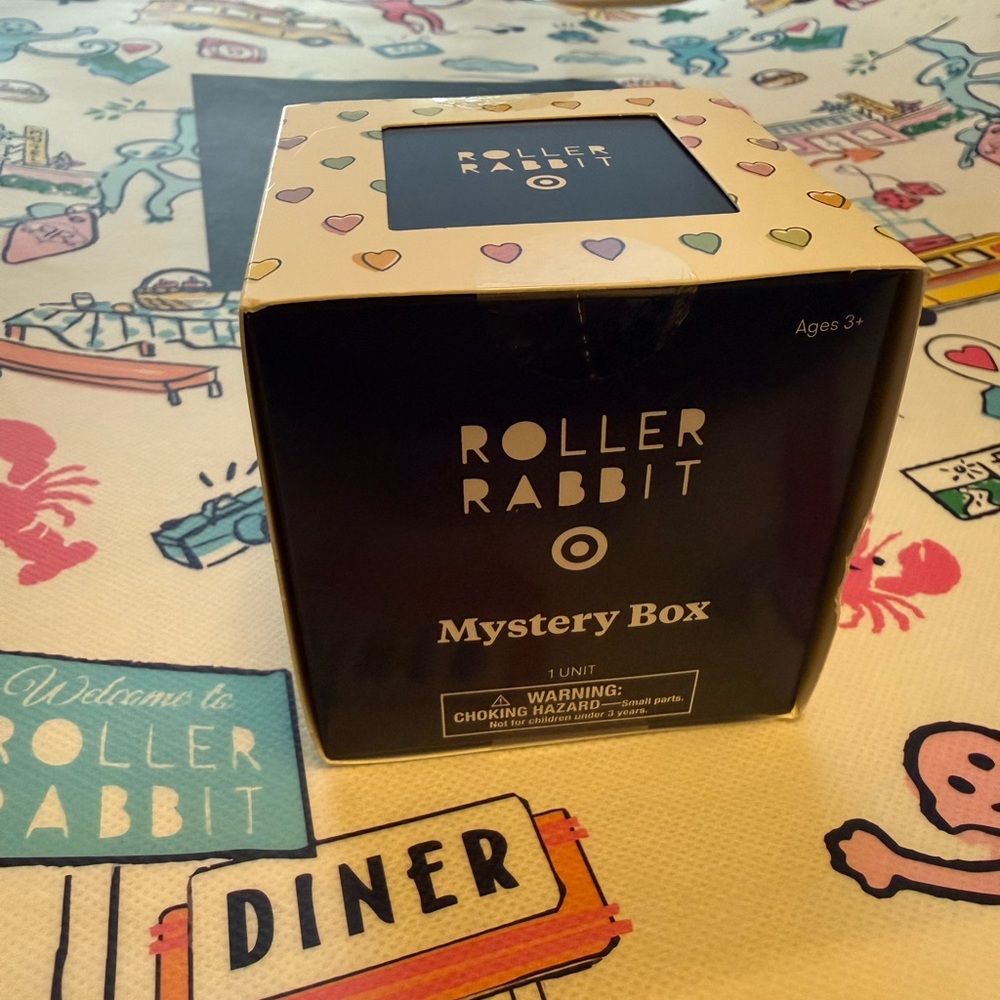 ROLLER
RABBIT
Ages 3+
ROLLER
RABBIT
Mystery Box
1 UNIT
WARNING:
CHOKING HAZARD—Small parts.
Not for children under 3 years.
Welcome to
ROLLER
RABBIT
DINER